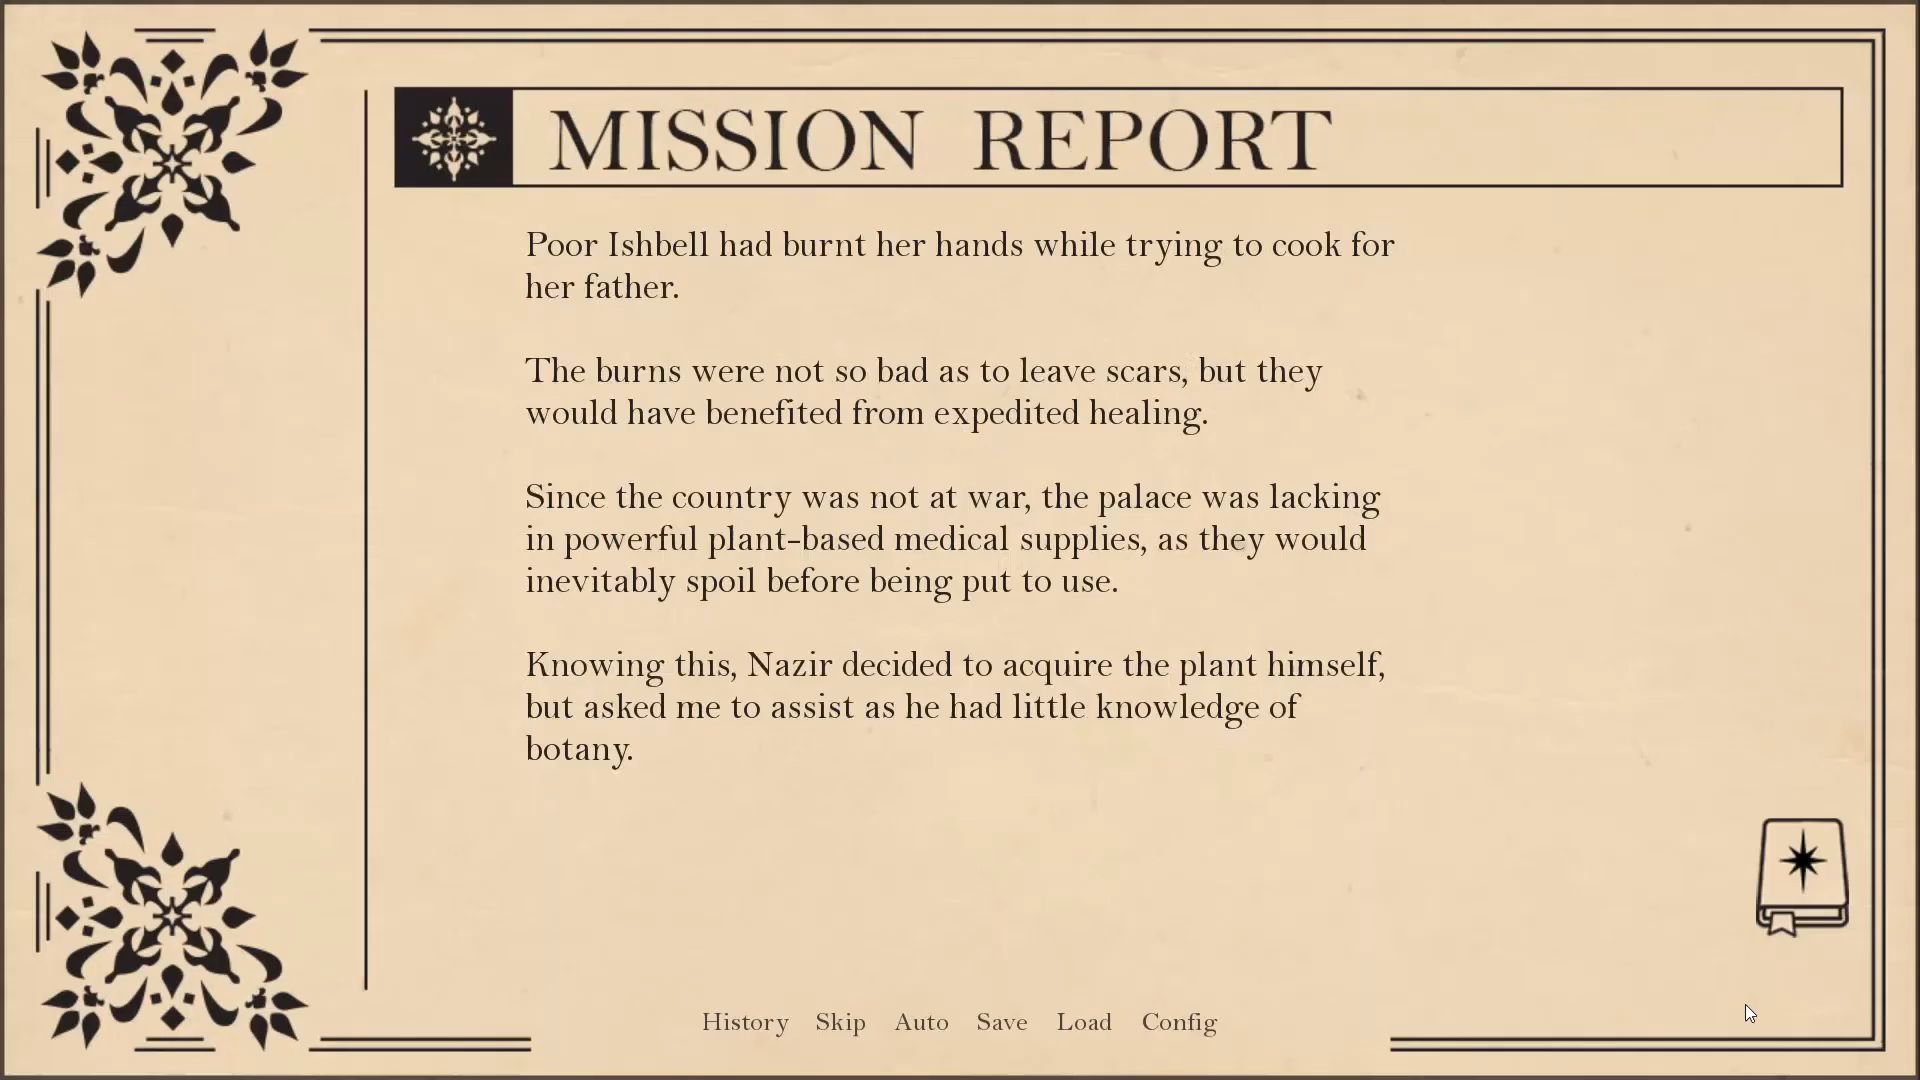 MISSION REPORT
Poor Ishbell had burnt her hands while trying to cook for
her father.
The burns were not so bad as to leave scars, but they
would have benefited from expedited healing.
Since the country was not at war, the palace was lacking
in powerful plant-based medical supplies, as they would
inevitably spoil before being put to use.
Knowing this, Nazir decided to acquire the plant himself,
but asked me to assist as he had little knowledge of
botany.
History Skip Auto Save Load Config